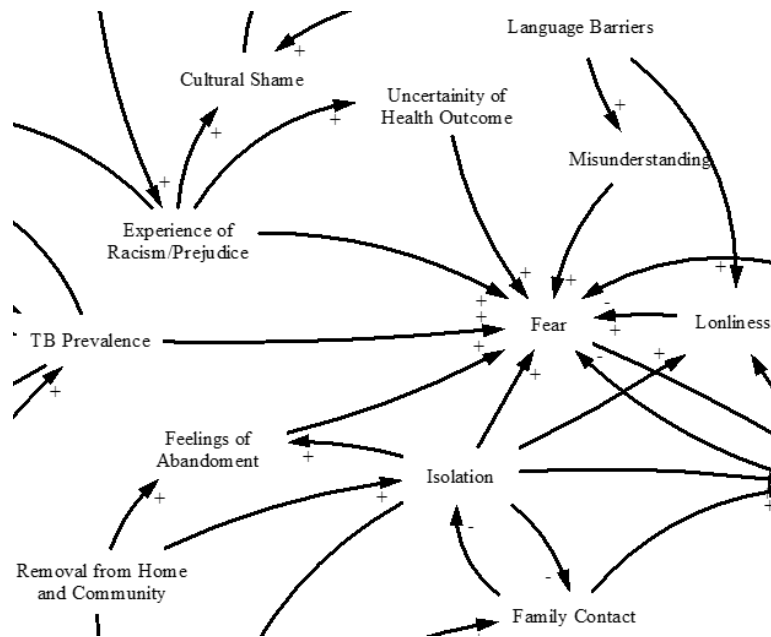 Language Barriers
Cultural Shame
Uncertainity of
Health Outcome
Misunderstanding
Experience of
Racism/Prejudice
TB Prevalence
Fear
Lonliness
Feelings of
Abandoment
Isolation
Removal from Home
and Community
Family Contact